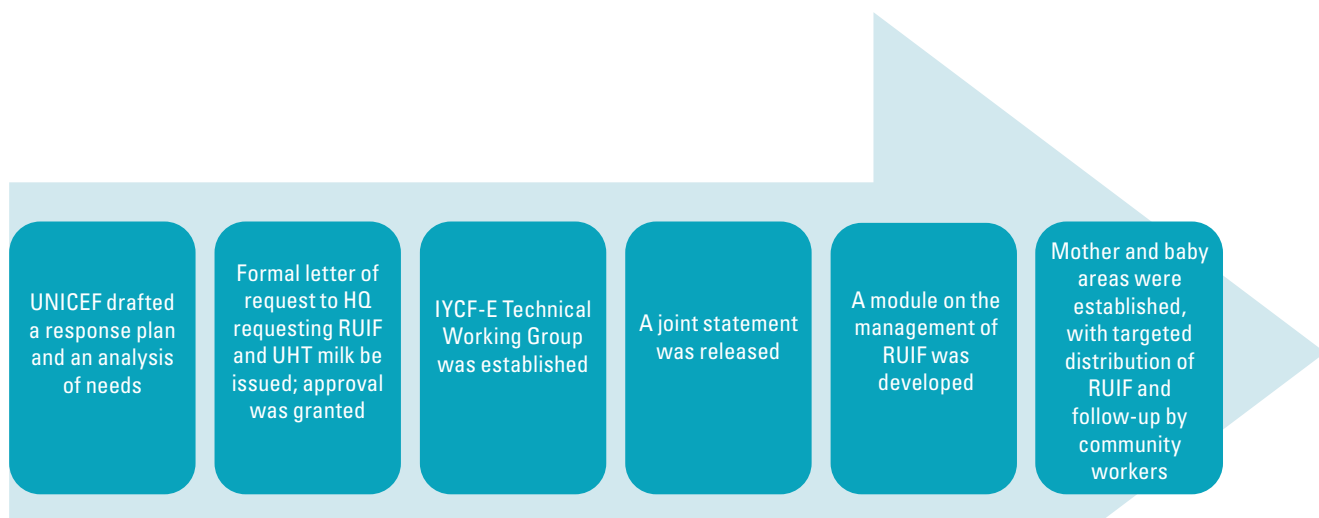 UNICEF drafted
a response plan
and an analysis
of needs
Formal letter of
request to HQ
requesting RUIF
and UHT milk be
issued; approval
was granted
IYCF-E Technical
Working Group
was established
A joint statement
was released
A module on the
management of
RUIF was
developed
Mother and baby
areas were
established,
with targeted
distribution of
RUIF and
follow-up by
community
workers